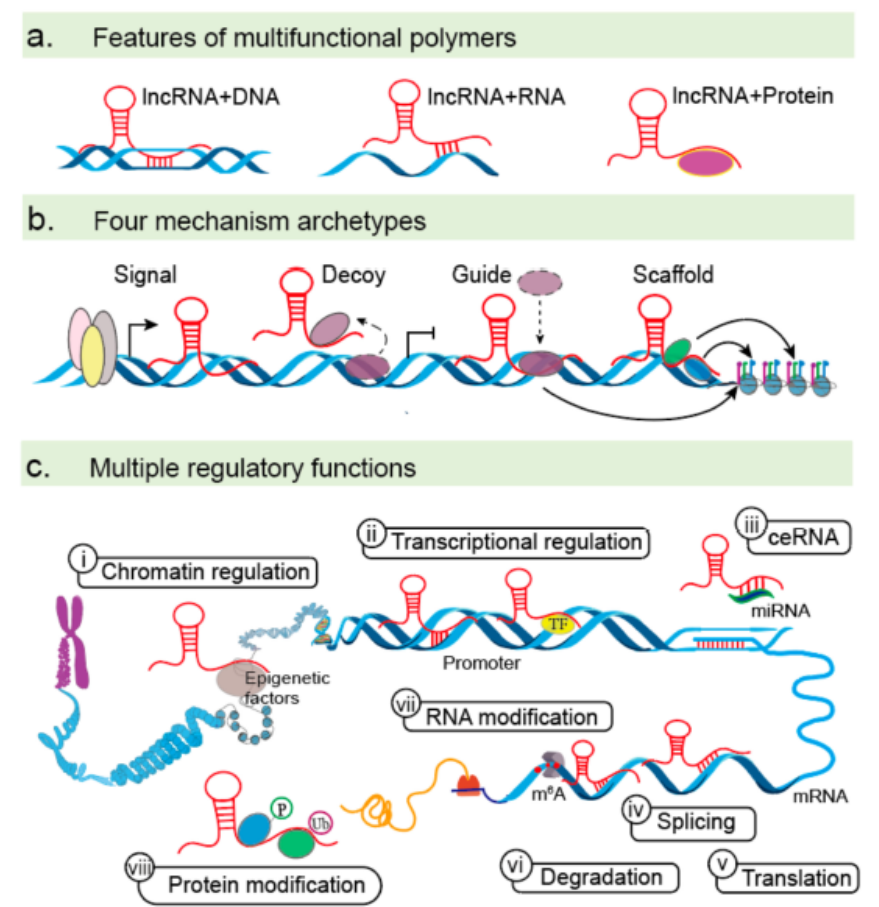 a. Features of multifunctional polymers
lncRNA+DNA
lncRNA+RNA
lncRNA+Protein
b. Four mechanism archetypes
Signal
Decoy
Guide
Scaffold
c. Multiple regulatory functions
i Chromatin regulation
ii Transcriptional regulation
iii ceRNA
miRNA
TF
Promoter
Epigenetic
factors
vii RNA modification
m⁶A
mRNA
iv Splicing
P
Ub
viii Protein modification
vi Degradation
v Translation